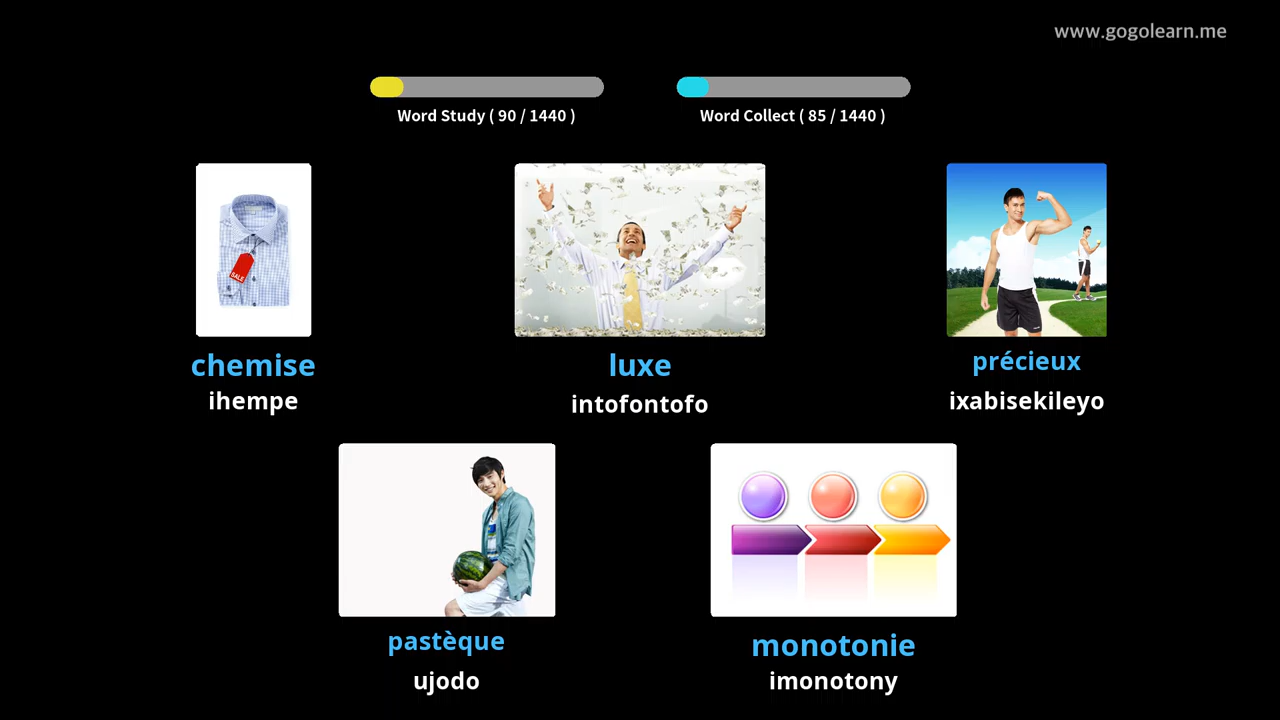 www.gogolearn.me
Word Study ( 90 / 1440 )
Word Collect ( 85 / 1440 )
SALE
chemise
ihempe
luxe
intofontofo
précieux
ixabisekileyo
pastèque
ujodo
monotonie
imonotony